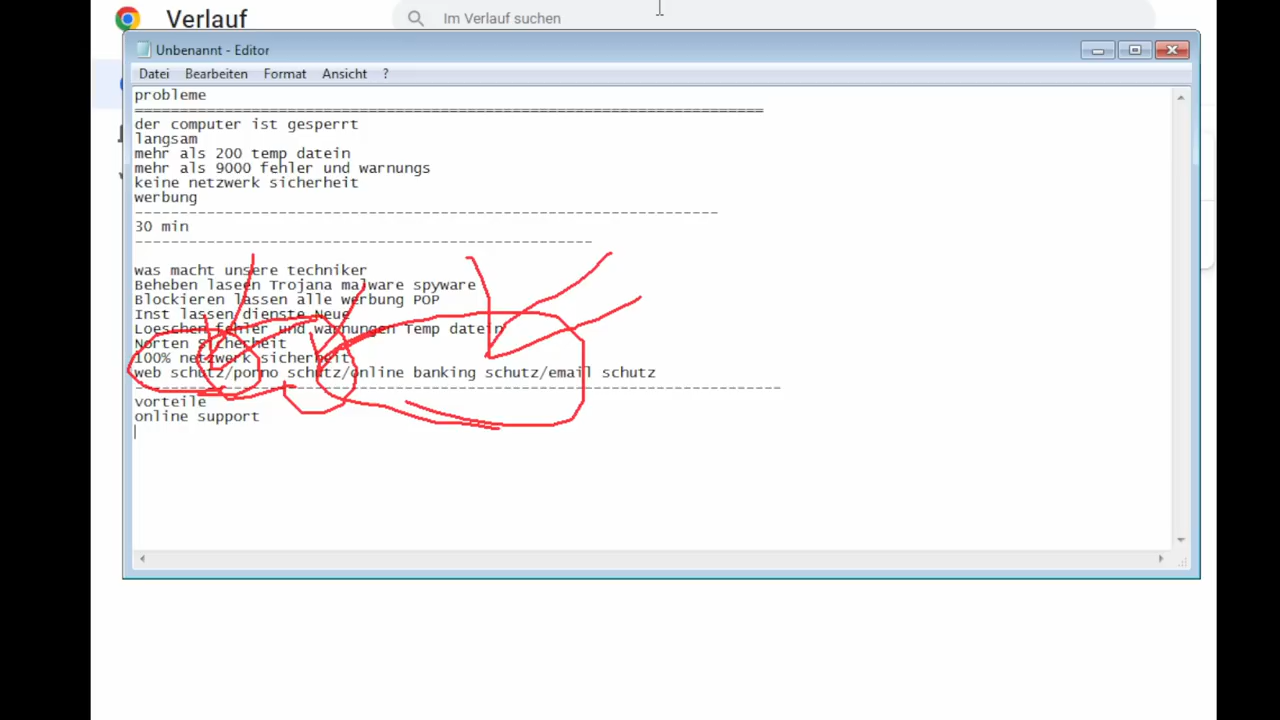 Verlauf
Im Verlauf suchen
Unbenannt - Editor
Datei Bearbeiten Format Ansicht ?
probleme
================================================================================
der computer ist gesperrt
langsam
mehr als 200 temp datein
mehr als 9000 fehler und warnungs
keine netzwerk sicherheit
werbung
-----------------------------------------------------------------
30 min
---------------------------------------------------
was macht unsere techniker
Beheben laseen Trojana malware spyware
Blockieren lassen alle werbung POP
Inst lassen dienste Neue
Loeschen fehler und warnungen Temp datein
Norten Sicherheit
100% netzwerk sicherheit
web schutz/porno schutz/online banking schutz/email schutz
------------------------------------------------------------------------
vorteile
online support